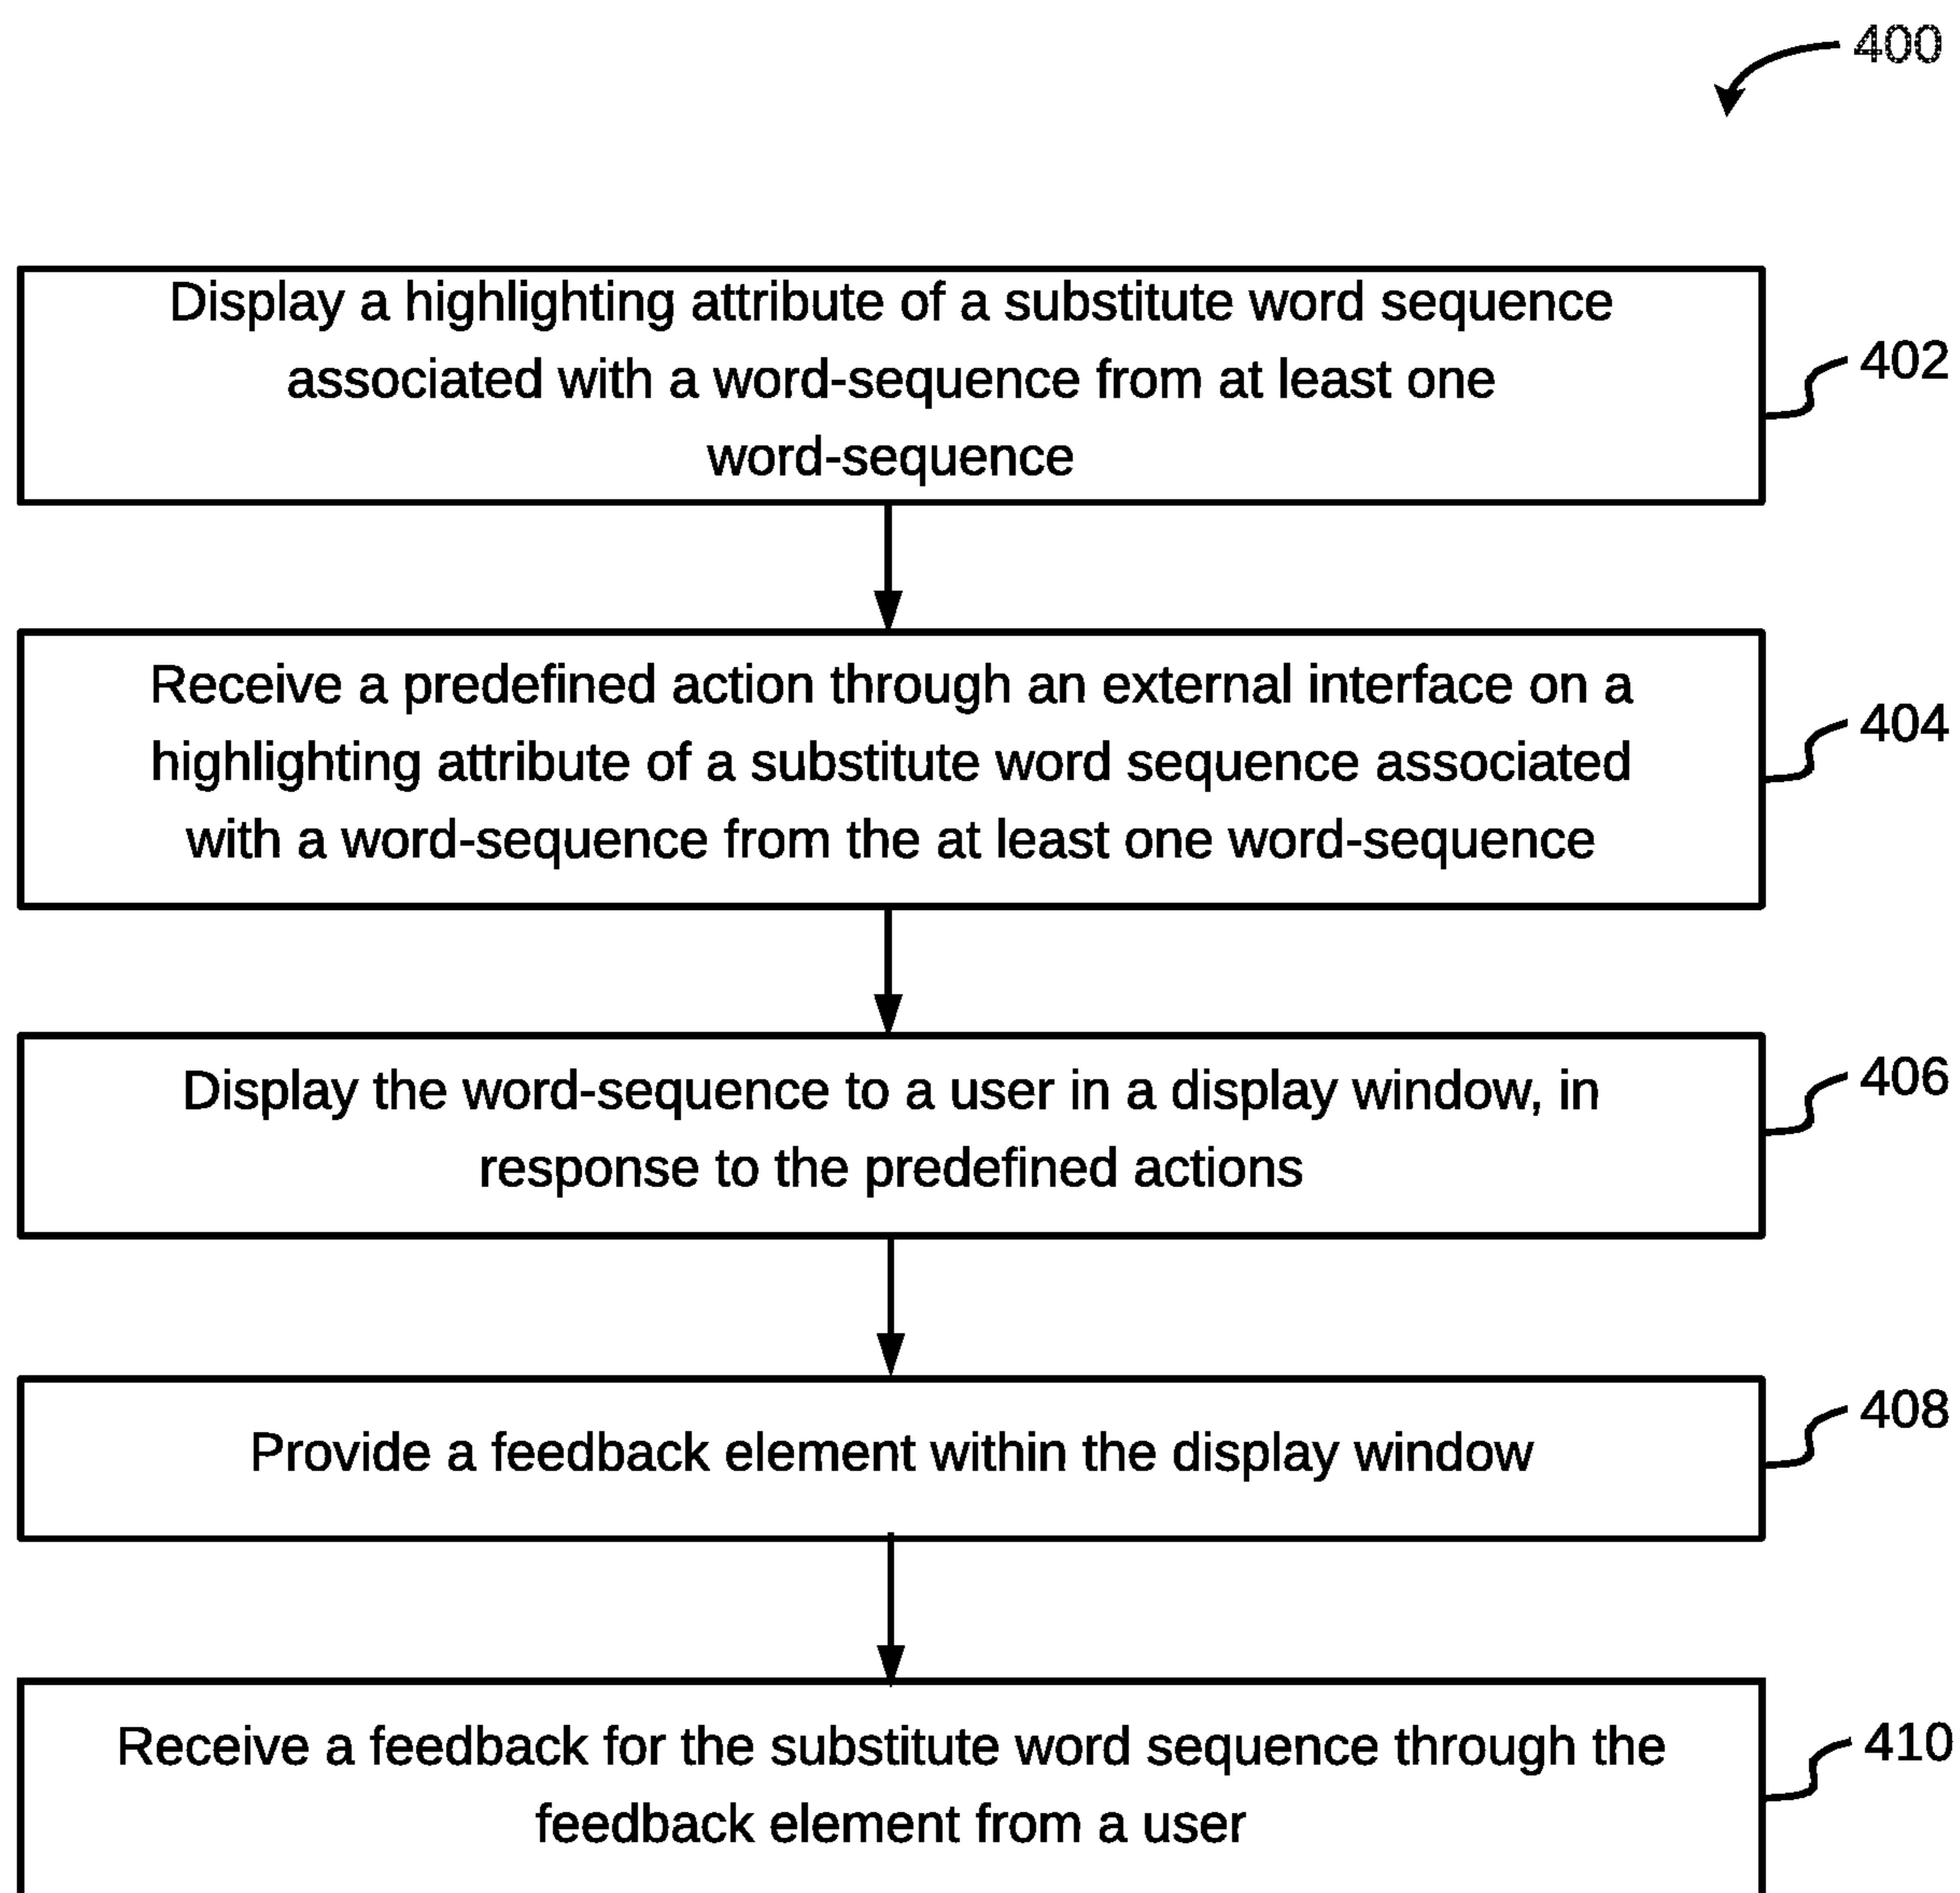 400
Display a highlighting attribute of a substitute word sequence
associated with a word-sequence from at least one
word-sequence
402
Receive a predefined action through an external interface on a
highlighting attribute of a substitute word sequence associated
with a word-sequence from the at least one word-sequence
404
Display the word-sequence to a user in a display window, in
response to the predefined actions
406
Provide a feedback element within the display window
408
Receive a feedback for the substitute word sequence through the
feedback element from a user
410